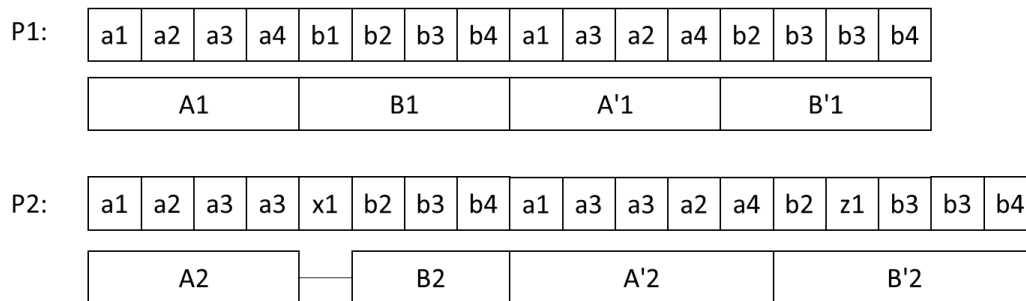 P1: a1 a2 a3 a4 b1 b2 b3 b4 a1 a3 a2 a4 b2 b3 b3 b4
A1 B1 A'1 B'1
P2: a1 a2 a3 a3 x1 b2 b3 b4 a1 a3 a3 a2 a4 b2 z1 b3 b3 b4
A2 B2 A'2 B'2